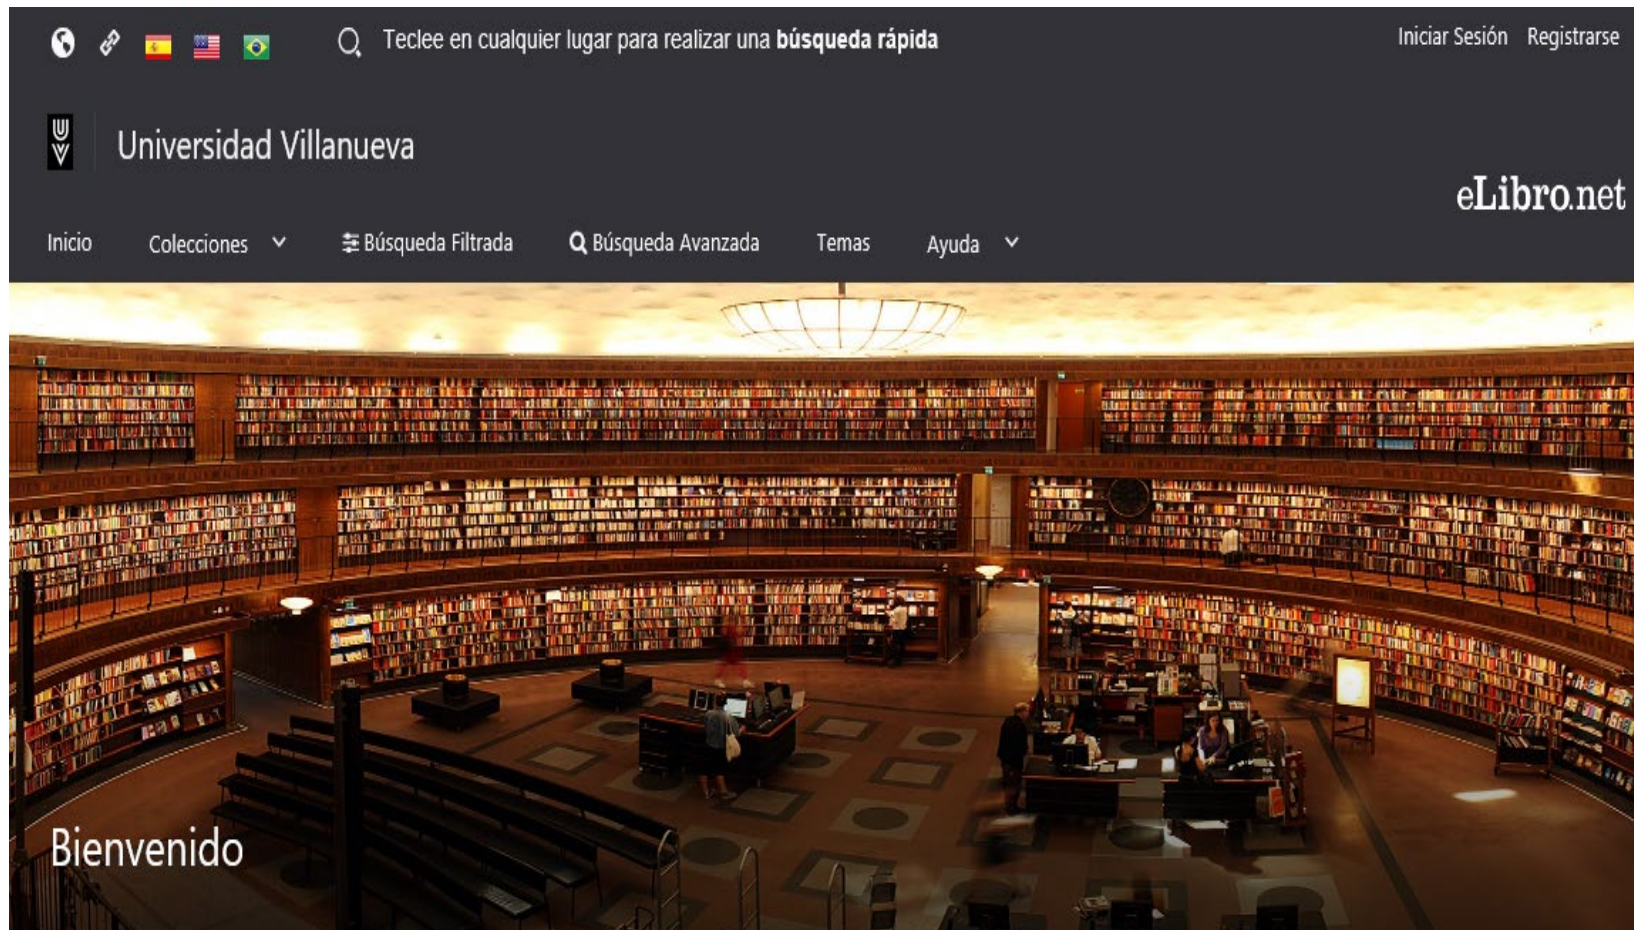 Teclee en cualquier lugar para realizar una búsqueda rápida
Iniciar Sesión Registrarse
UV
Universidad Villanueva
eLibro.net
Inicio Colecciones Búsqueda Filtrada Búsqueda Avanzada Temas Ayuda
Bienvenido